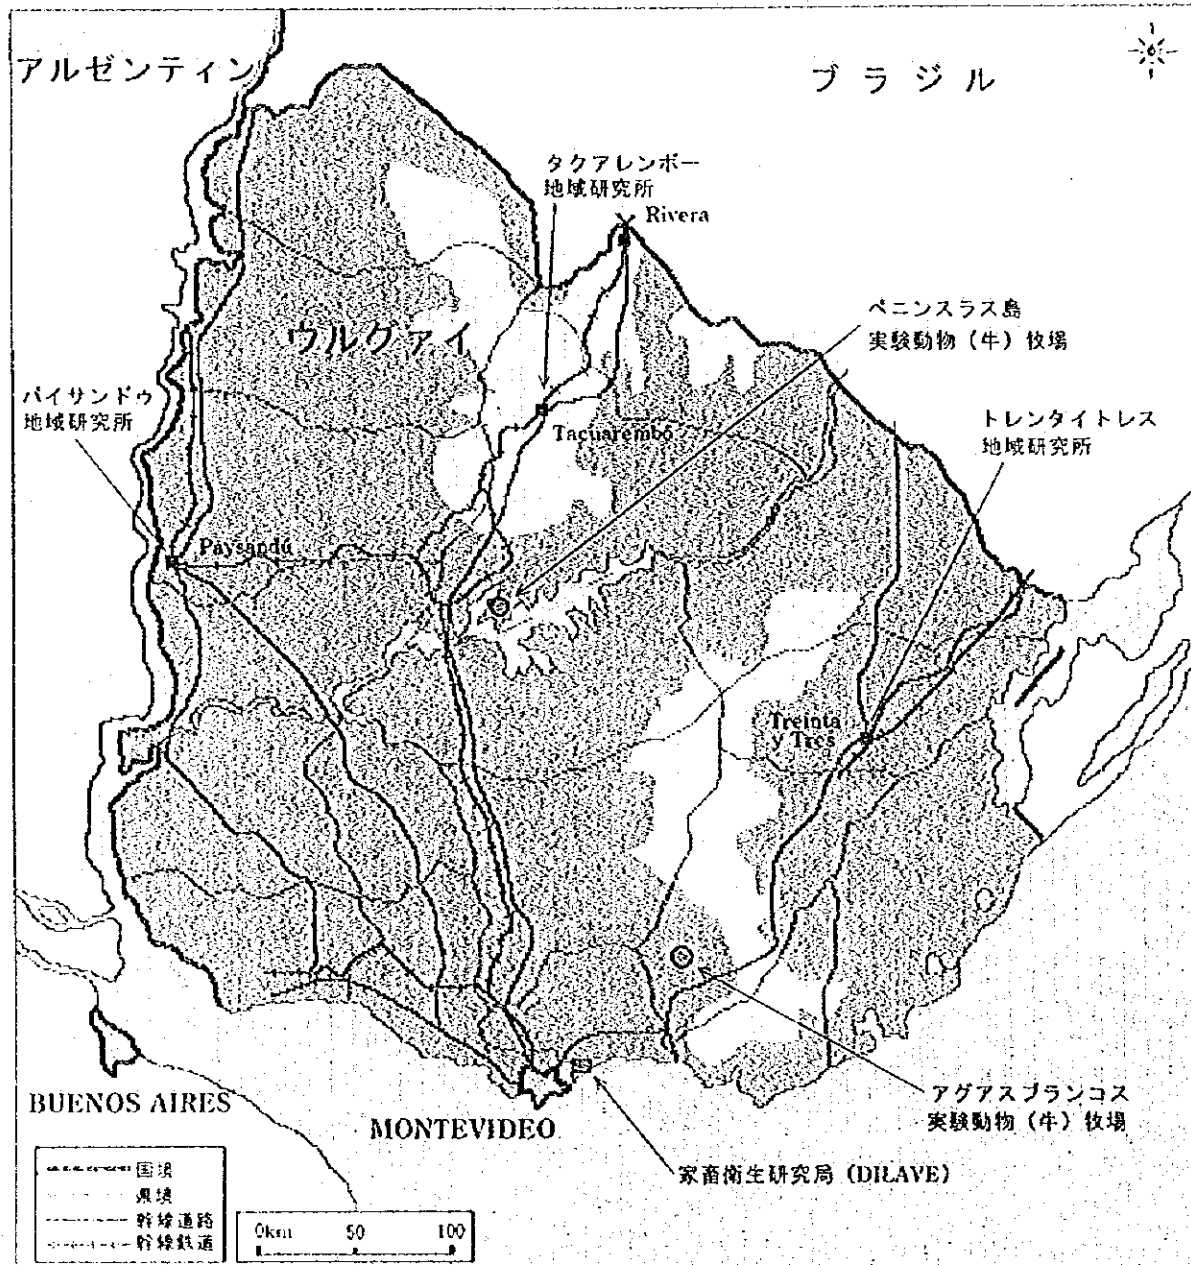 アルゼンティン
ブラジル
タクアレンボー
地域研究所
Rivera
ペニンスラス島
実験動物（牛）牧場
ウルグァイ
パイサンドゥ
地域研究所
トレンタイトレス
地域研究所
Tacuarembó
Paysandú
Treinta
y Tres
アグアスブランコス
実験動物（牛）牧場
BUENOS AIRES
MONTEVIDEO
家畜衛生研究局（DILAVE）
国境
県境
幹線道路
幹線鉄道
0km 50 100